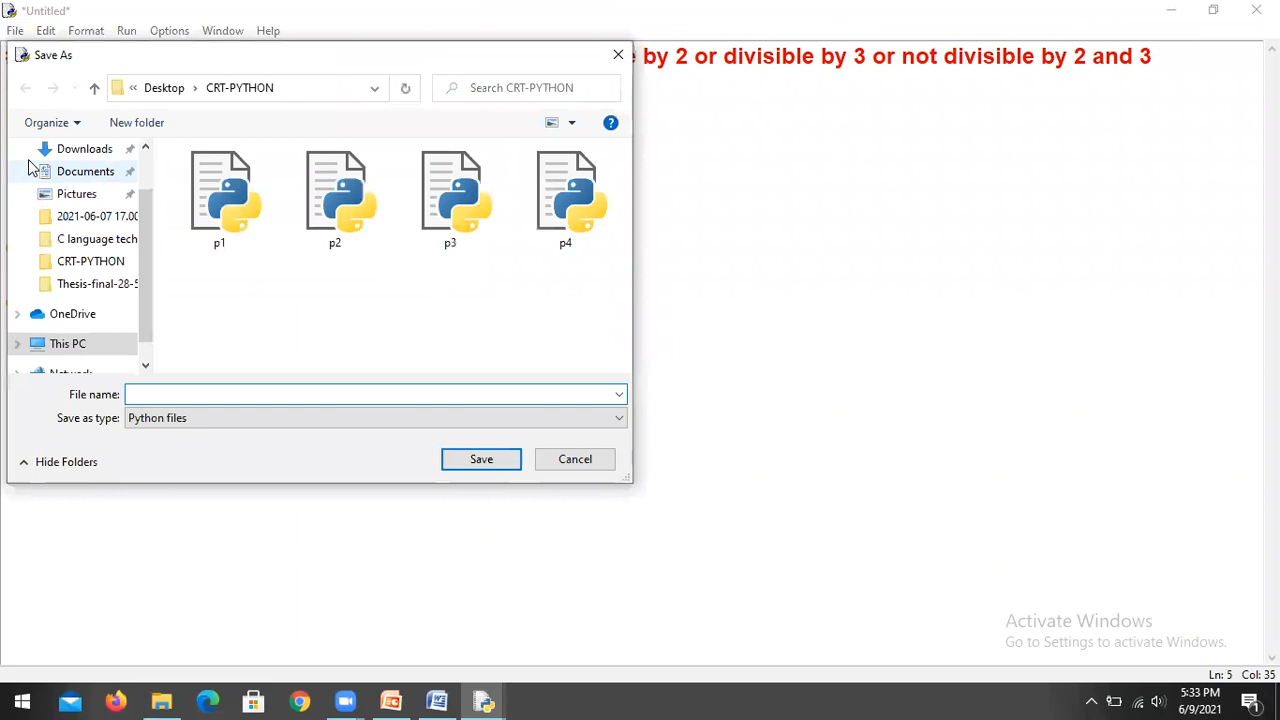 *Untitled*
File Edit Format Run Options Window Help
Save As
by 2 or divisible by 3 or not divisible by 2 and 3
« Desktop › CRT-PYTHON
Search CRT-PYTHON
Organize
New folder
Downloads
Documents
Pictures
2021-06-07 17.00
C language tech
CRT-PYTHON
Thesis-final-28-5
OneDrive
This PC
Network
p1 p2 p3 p4
File name:
Save as type: Python files
Hide Folders
Save
Cancel
Activate Windows
Go to Settings to activate Windows.
Ln: 5 Col: 35
5:33 PM
6/9/2021
1